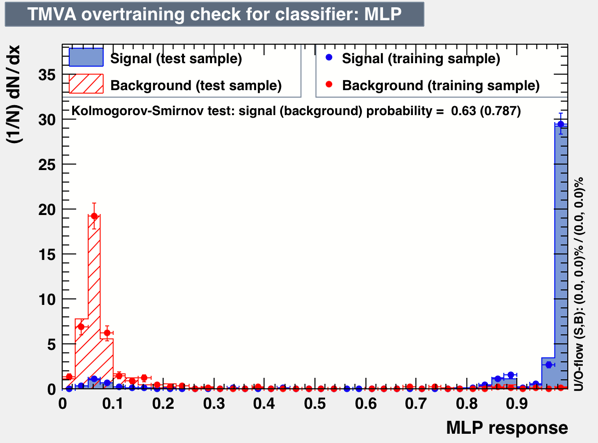 TMVA overtraining check for classifier: MLP
(1/N) dN/dx
Signal (test sample)
Signal (training sample)
Background (test sample)
Background (training sample)
Kolmogorov-Smirnov test: signal (background) probability = 0.63 (0.787)
35
30
25
20
15
10
5
0
0 0.1 0.2 0.3 0.4 0.5 0.6 0.7 0.8 0.9
MLP response
U/O-flow (S,B): (0.0, 0.0)% / (0.0, 0.0)%